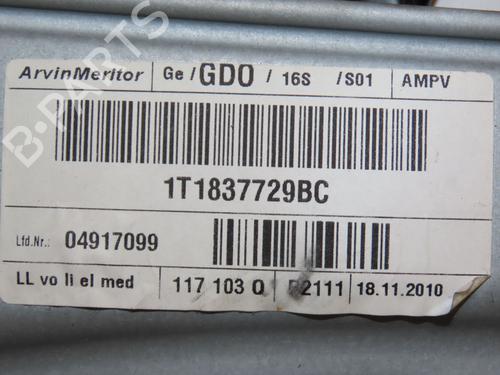 B-PARTS
ArvinMeritor Ge / GD0 / 16S / S01 AMPV
1T1837729BC
Lfd.Nr.: 04917099
LL vo li el med 117 103 Q 2111 18.11.2010